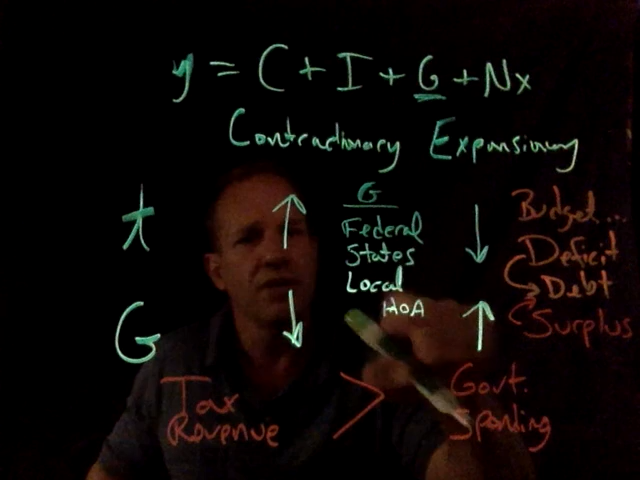 y = C + I + G + Nx
Contractionary Expansionary
t ↑ ↓
G ↓ ↑
G
Federal
States
Local
HOA
Budget...
Deficit
Debt
Surplus
Tax
Revenue
>
Govt.
Spending